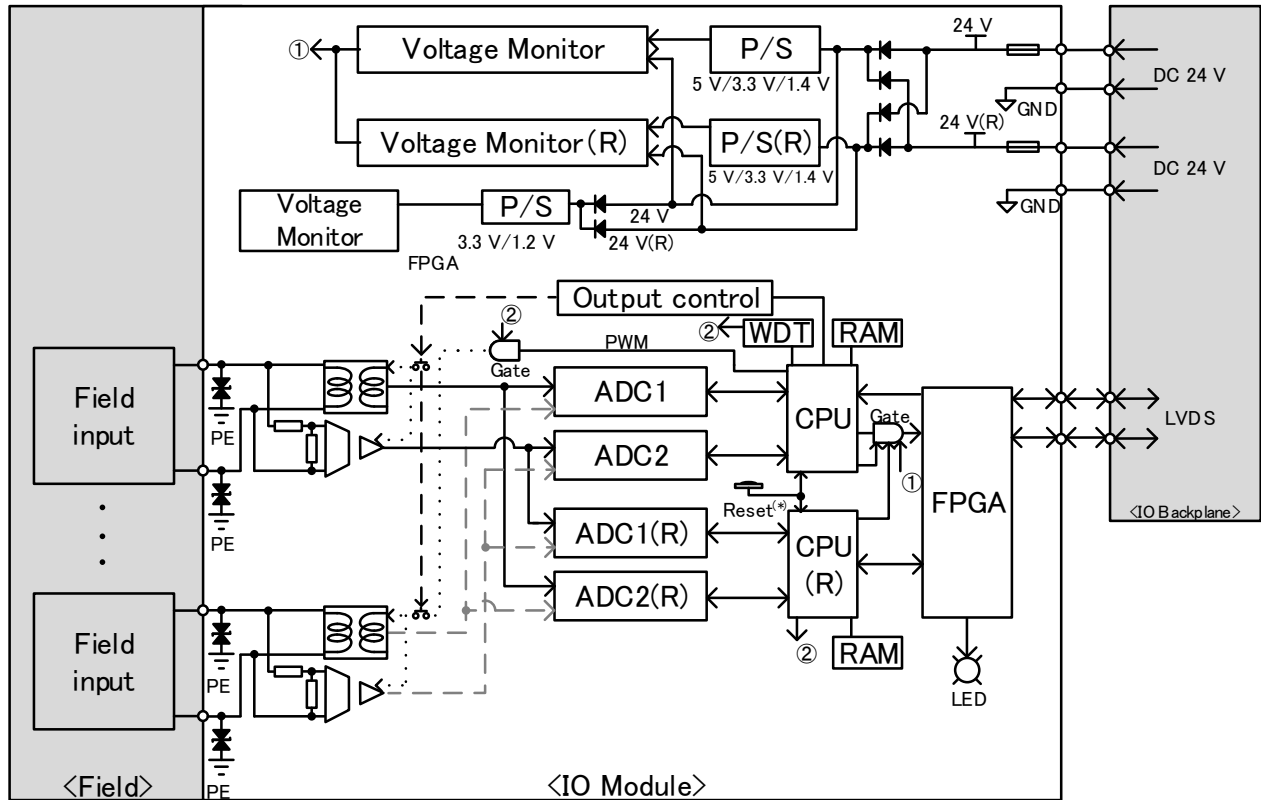 24 V
① Voltage Monitor P/S
DC 24 V
5 V/3.3 V/1.4 V
GND
24 V(R)
Voltage Monitor(R) P/S(R)
DC 24 V
5 V/3.3 V/1.4 V
Voltage
Monitor
P/S
GND
24 V
3.3 V/1.2 V
24 V(R)
FPGA
Output control
② ② WDT RAM
PWM
Gate
Field
input
PE
ADC1
CPU
Gate
LVDS
ADC2
①
PE
FPGA
Reset(*)
<IO Backplane>
ADC1(R)
CPU
(R)
ADC2(R)
② RAM
Field
input
PE
LED
PE
<Field> <IO Module>